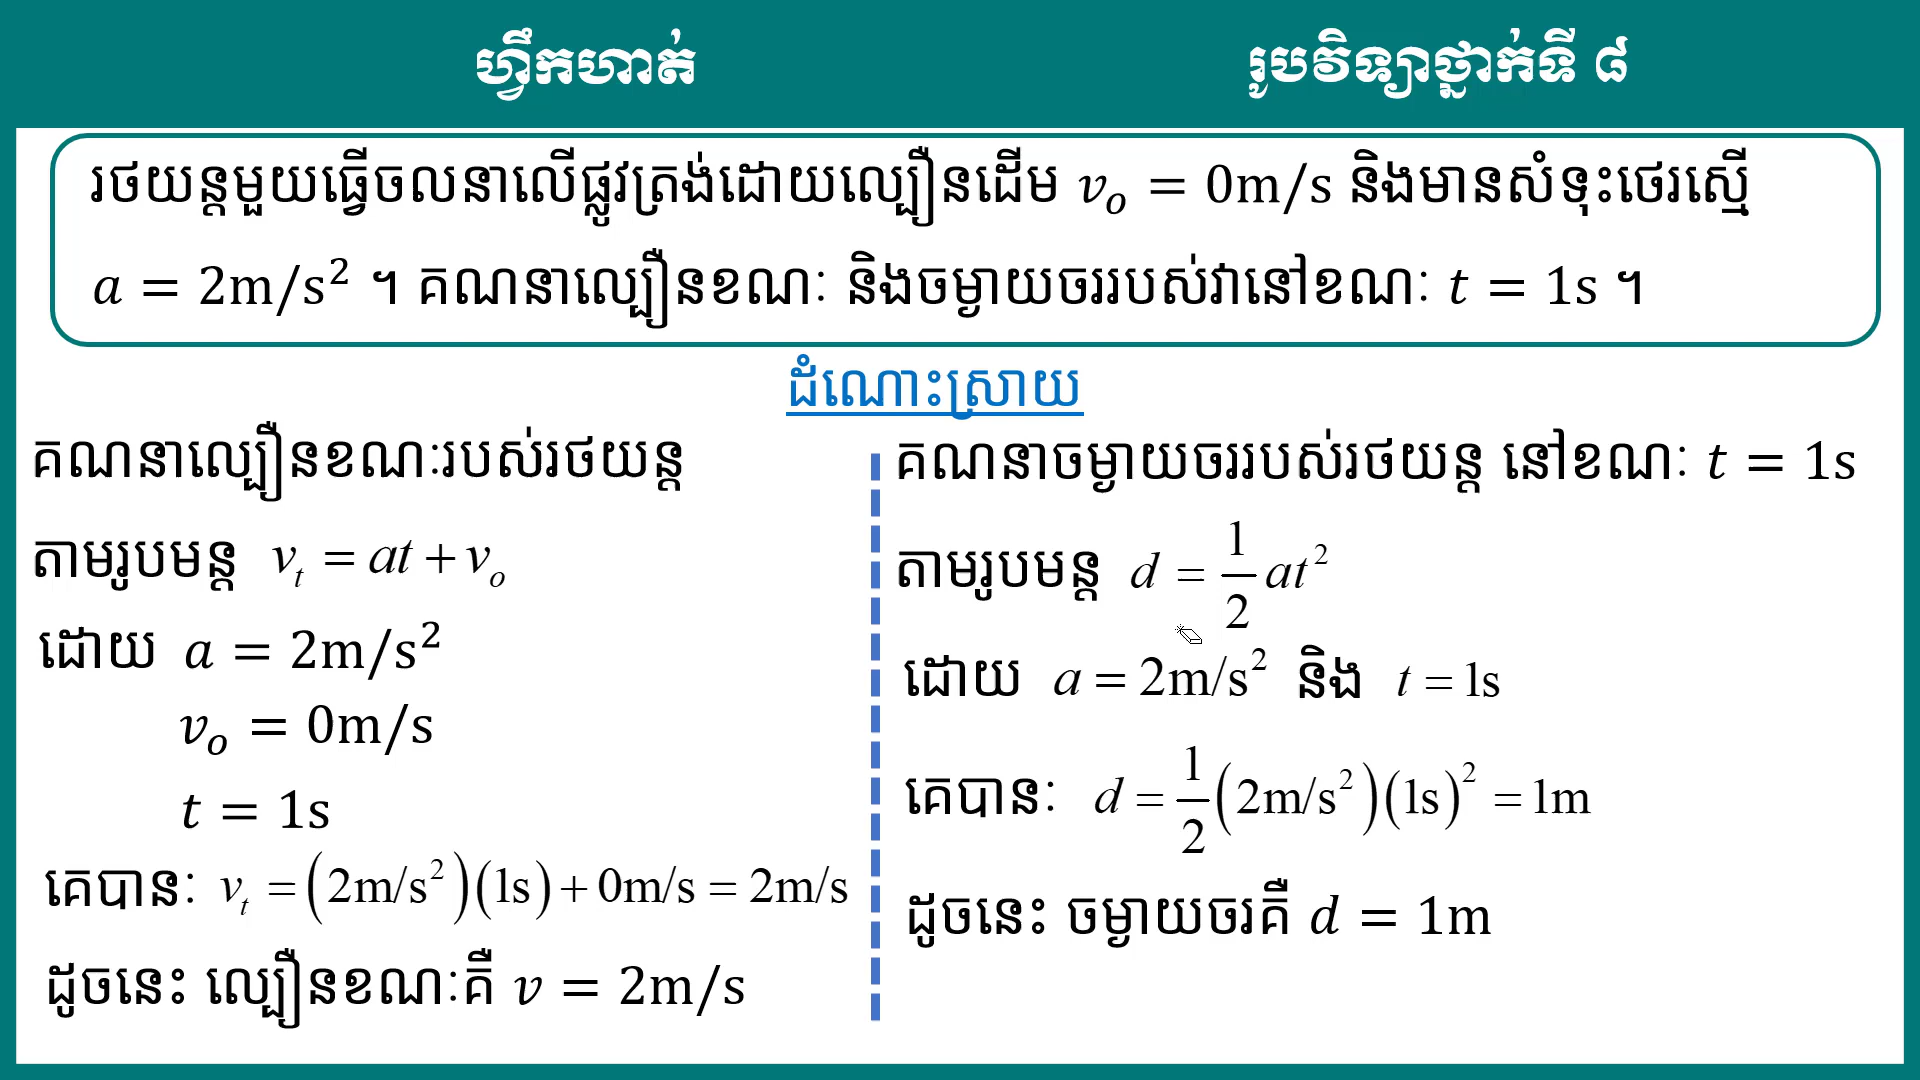 ហ្វឹកហាត់
រូបវិទ្យាថ្នាក់ទី ៨
រថយន្តមួយធ្វើចលនាលើផ្លូវត្រង់ដោយល្បឿនដើម v₀ = 0m/s និងមានសំទុះថេរស្មើ
a = 2m/s² ។ គណនាល្បឿនខណៈ និងចម្ងាយចររបស់វានៅខណៈ t = 1s ។
ដំណោះស្រាយ
គណនាល្បឿនខណៈរបស់រថយន្ត
តាមរូបមន្ត vₜ = at + v₀
ដោយ a = 2m/s²
v₀ = 0m/s
t = 1s
គេបានៈ vₜ = (2m/s²)(1s) + 0m/s = 2m/s
ដូចនេះ ល្បឿនខណៈគឺ v = 2m/s
គណនាចម្ងាយចររបស់រថយន្ត នៅខណៈ t = 1s
តាមរូបមន្ត d = 1/2 at²
ដោយ a = 2m/s² និង t = 1s
គេបានៈ d = 1/2 (2m/s²)(1s)² = 1m
ដូចនេះ ចម្ងាយចរគឺ d = 1m